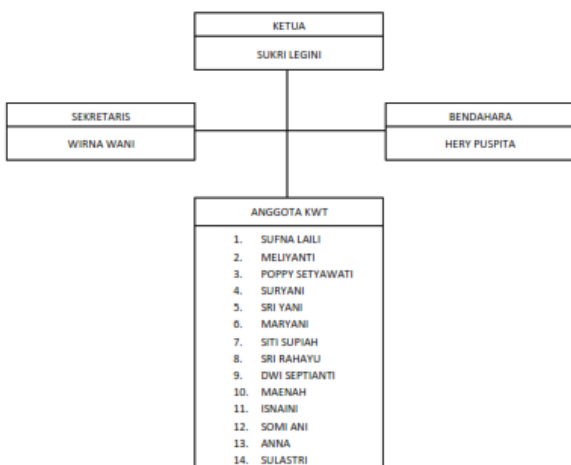 KETUA
SUKRI LEGINI
SEKRETARIS
WIRNA WANI
BENDAHARA
HERY PUSPITA
ANGGOTA KWT
1. SUFNA LAILI
2. MELIYANTI
3. POPPY SETYAWATI
4. SURYANI
5. SRI YANI
6. MARYANI
7. SITI SUPIAH
8. SRI RAHAYU
9. DWI SEPTIANTI
10. MAENAH
11. ISNAINI
12. SOMI ANI
13. ANNA
14. SULASTRI